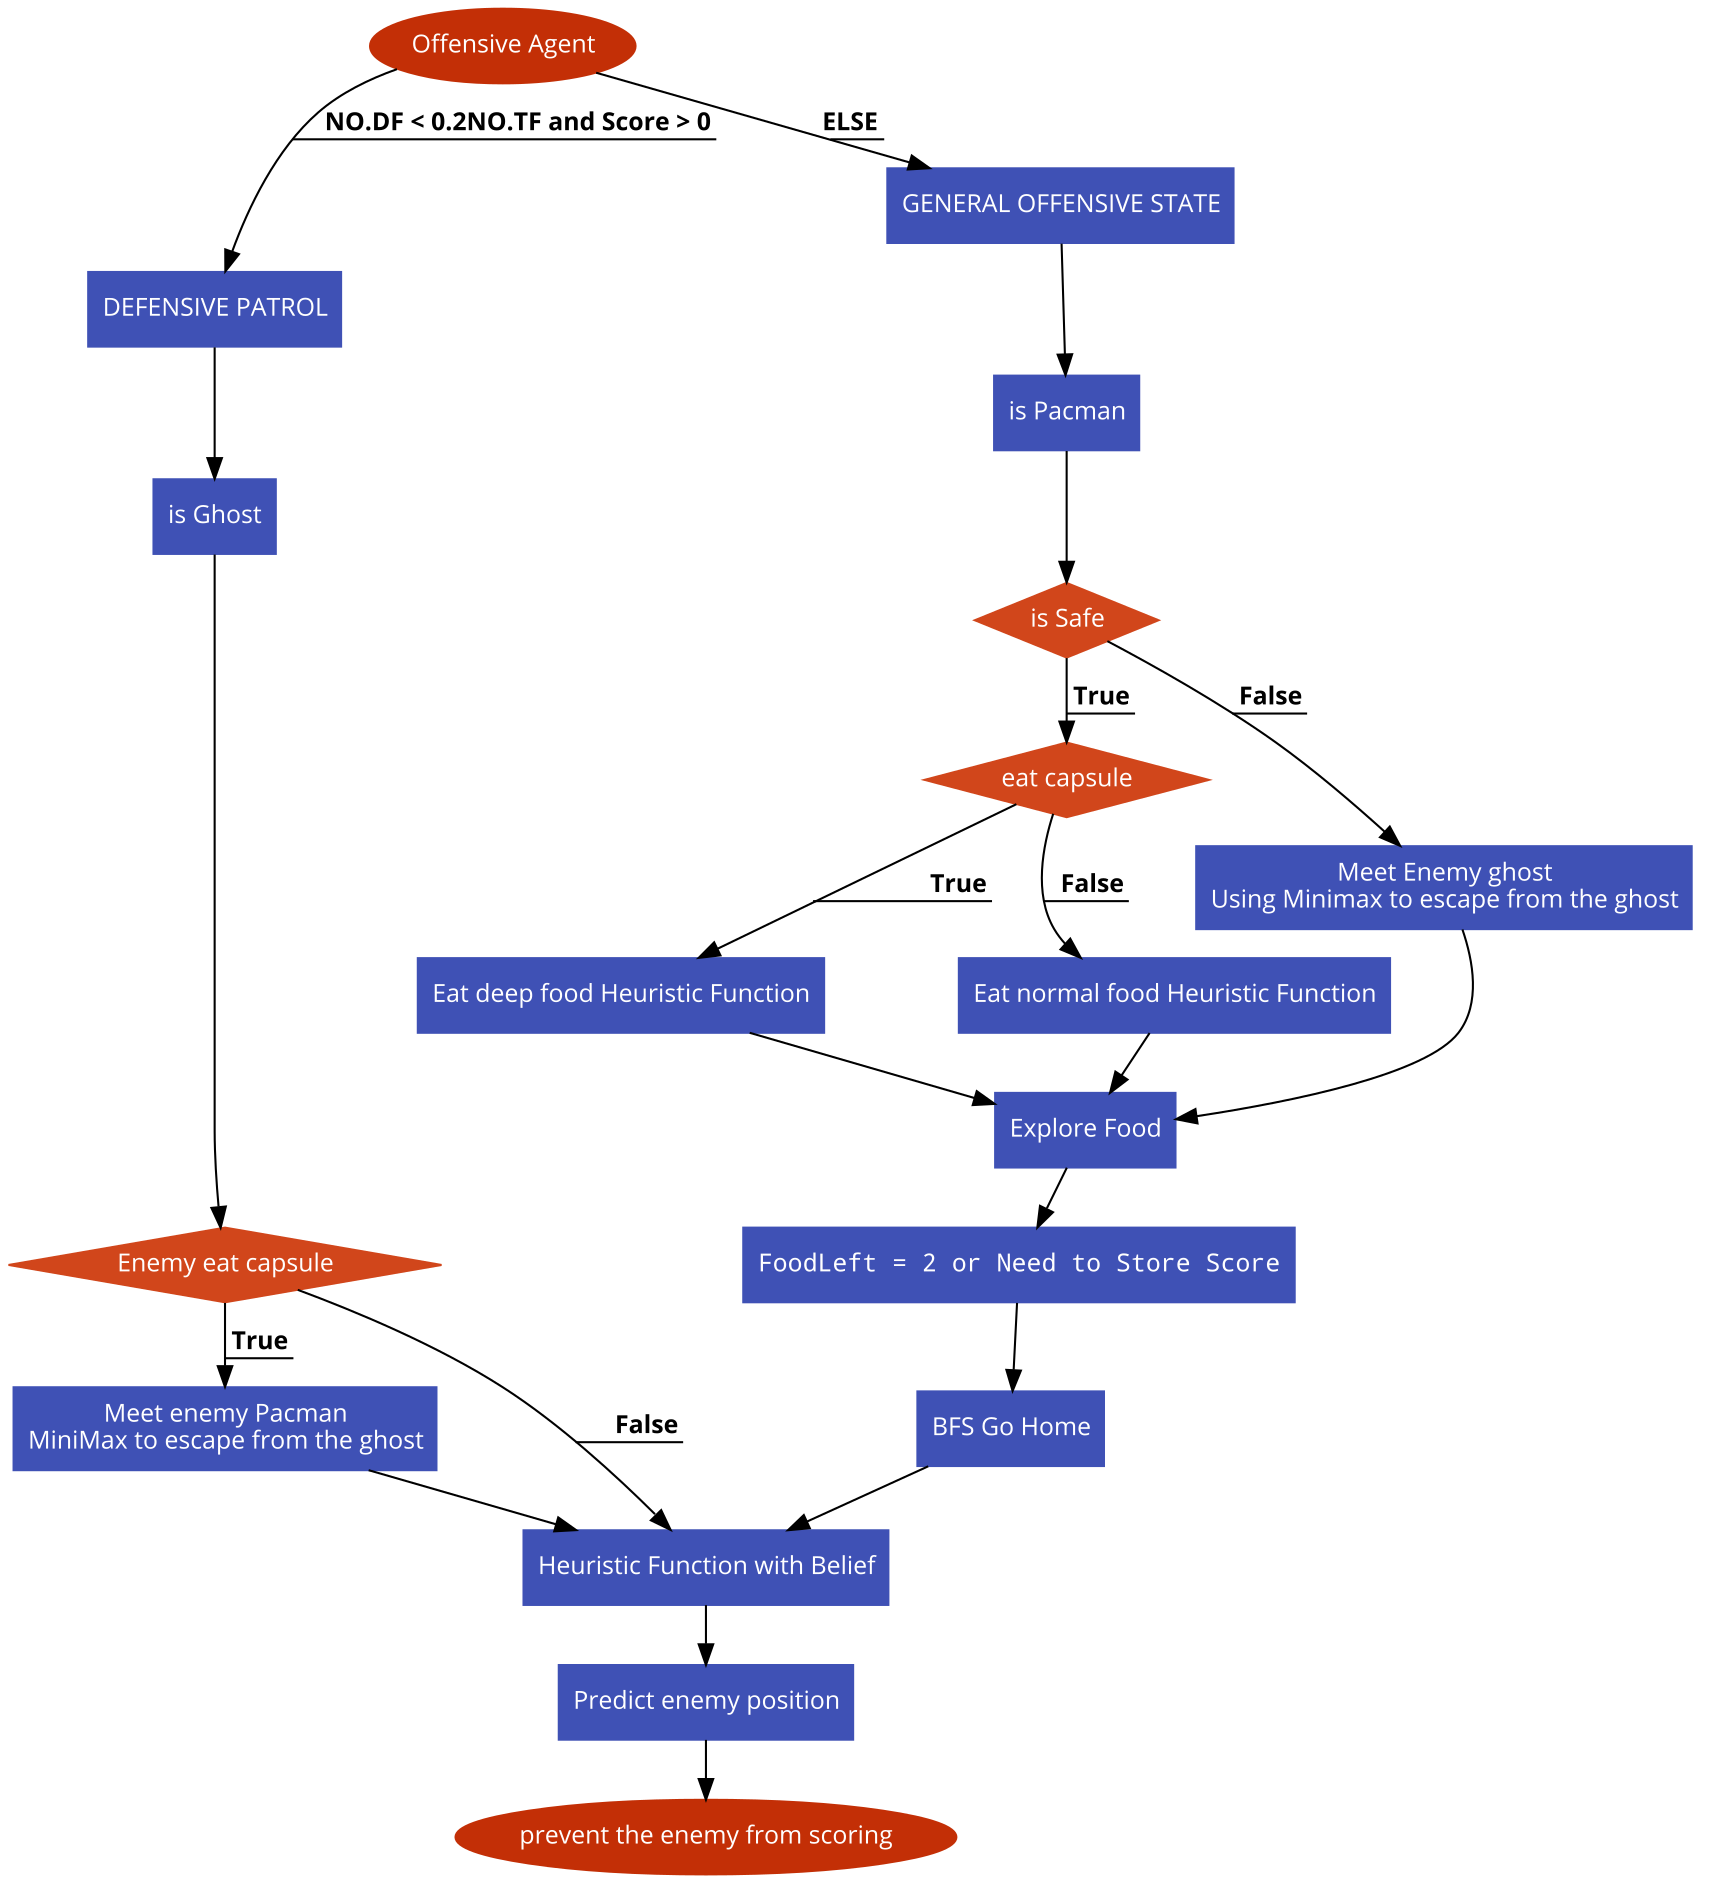 Offensive Agent
NO.DF < 0.2NO.TF and Score > 0
ELSE
GENERAL OFFENSIVE STATE
DEFENSIVE PATROL
is Pacman
is Ghost
is Safe
True
False
eat capsule
Meet Enemy ghost
Using Minimax to escape from the ghost
True
False
Eat deep food Heuristic Function
Eat normal food Heuristic Function
Explore Food
Enemy eat capsule
FoodLeft = 2 or Need to Store Score
True
False
Meet enemy Pacman
MiniMax to escape from the ghost
BFS Go Home
Heuristic Function with Belief
Predict enemy position
prevent the enemy from scoring